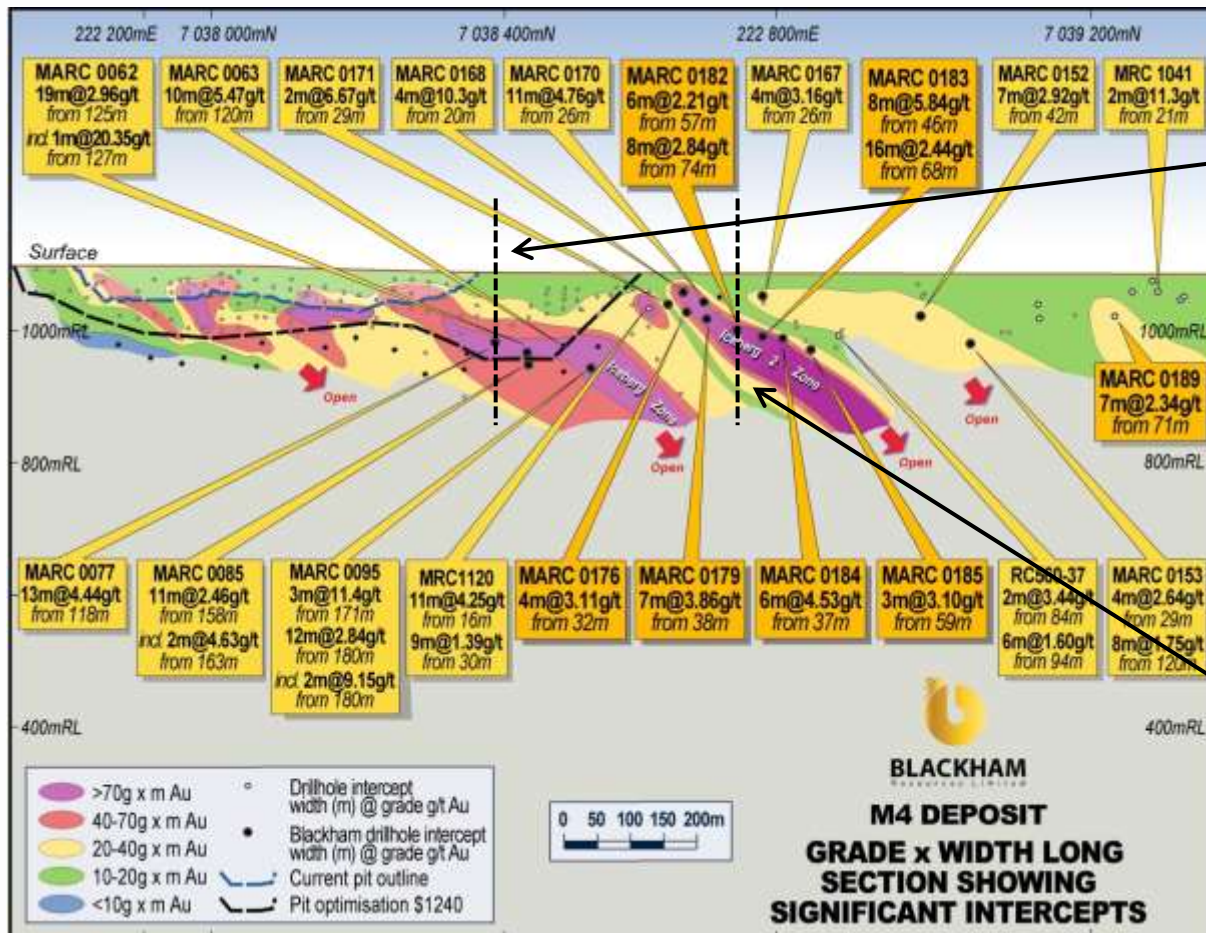 222 200mE 7 038 000mN 7 038 400mN 222 800mE 7 039 200mN
MARC 0062
19m@2.96g/t
from 125m
incl. 1m@20.35g/t
from 127m
MARC 0063
10m@5.47g/t
from 120m
MARC 0171
2m@6.67g/t
from 29m
MARC 0168
4m@10.3g/t
from 20m
MARC 0170
11m@4.76g/t
from 26m
MARC 0182
6m@2.21g/t
from 57m
8m@2.84g/t
from 74m
MARC 0167
4m@3.16g/t
from 26m
MARC 0183
8m@5.84g/t
from 46m
16m@2.44g/t
from 68m
MARC 0152
7m@2.92g/t
from 42m
MRC 1041
2m@11.3g/t
from 21m
Surface
1000mRL
1000mRL
Iceberg Zone
Iceberg 2 Zone
Open
Open
Open
Open
MARC 0189
7m@2.34g/t
from 71m
800mRL
800mRL
MARC 0077
13m@4.44g/t
from 118m
MARC 0085
11m@2.46g/t
from 158m
incl. 2m@4.63g/t
from 163m
MARC 0095
3m@11.4g/t
from 171m
12m@2.84g/t
from 180m
incl. 2m@9.15g/t
from 180m
MRC1120
11m@4.25g/t
from 16m
9m@1.39g/t
from 30m
MARC 0176
4m@3.11g/t
from 32m
MARC 0179
7m@3.86g/t
from 38m
MARC 0184
6m@4.53g/t
from 37m
MARC 0185
3m@3.10g/t
from 59m
RC560-37
2m@3.44g/t
from 84m
6m@1.60g/t
from 94m
MARC 0153
4m@2.64g/t
from 29m
8m@1.75g/t
from 120m
400mRL
400mRL
>70g x m Au
40-70g x m Au
20-40g x m Au
10-20g x m Au
<10g x m Au
Drillhole intercept
width (m) @ grade g/t Au
Blackham drillhole intercept
width (m) @ grade g/t Au
Current pit outline
Pit optimisation $1240
0 50 100 150 200m
BLACKHAM
Resources Limited
M4 DEPOSIT
GRADE x WIDTH LONG
SECTION SHOWING
SIGNIFICANT INTERCEPTS